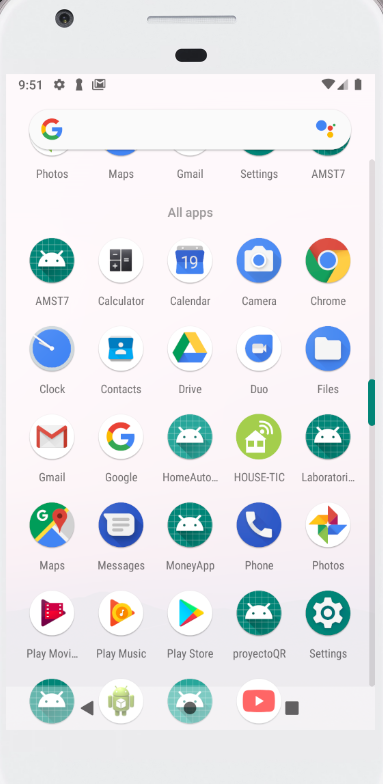 9:51
Photos Maps Gmail Settings AMST7
All apps
AMST7 Calculator Calendar Camera Chrome
19
Clock Contacts Drive Duo Files
Gmail Google HomeAuto... HOUSE-TIC Laboratori...
Maps Messages MoneyApp Phone Photos
Play Movi... Play Music Play Store proyectoQR Settings